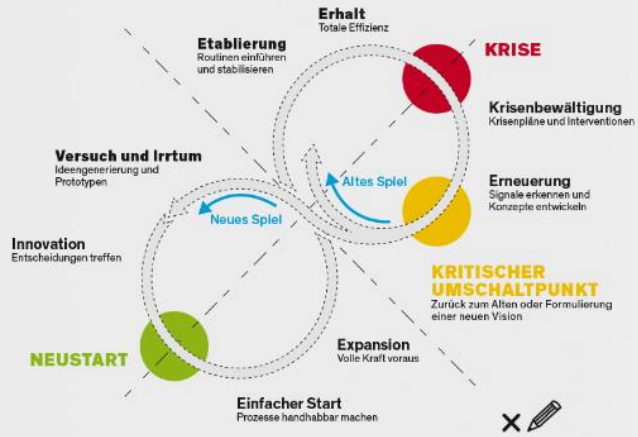 Erhalt
Totale Effizienz
Etablierung
Routinen einführen
und stabilisieren
KRISE
Krisenbewältigung
Krisenpläne und Interventionen
Versuch und Irrtum
Ideengenerierung und
Prototypen
Altes Spiel
Erneuerung
Signale erkennen und
Konzepte entwickeln
Neues Spiel
Innovation
Entscheidungen treffen
KRITISCHER
UMSCHALTPUNKT
Zurück zum Alten oder Formulierung
einer neuen Vision
NEUSTART
Expansion
Volle Kraft voraus
Einfacher Start
Prozesse handhabbar machen